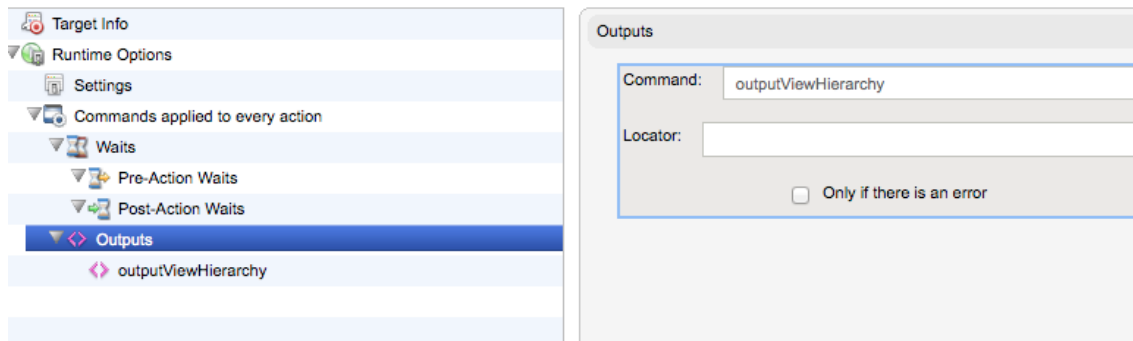 Target Info
Runtime Options
Settings
Commands applied to every action
Waits
Pre-Action Waits
Post-Action Waits
Outputs
outputViewHierarchy
Outputs
Command:
outputViewHierarchy
Locator:
Only if there is an error